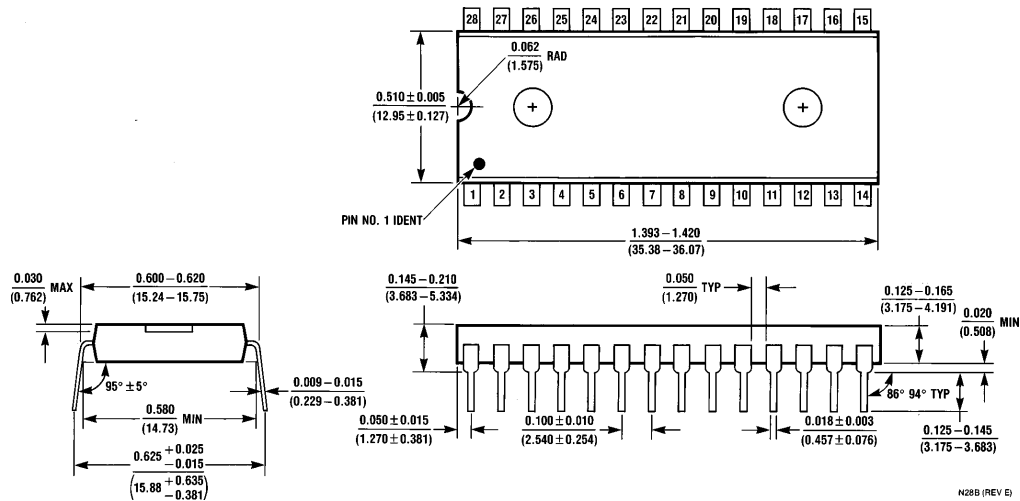 28 27 26 25 24 23 22 21 20 19 18 17 16 15
0.062
(1.575)
RAD
0.510 ± 0.005
(12.95 ± 0.127)
PIN NO. 1 IDENT
1 2 3 4 5 6 7 8 9 10 11 12 13 14
1.393 – 1.420
(35.38 – 36.07)
0.030
(0.762)
MAX
0.600 – 0.620
(15.24 – 15.75)
95° ± 5°
0.009 – 0.015
(0.229 – 0.381)
0.580
(14.73)
MIN
0.625 +0.025
-0.015
(15.88 +0.635
-0.381)
0.145 – 0.210
(3.683 – 5.334)
0.050
(1.270)
TYP
0.125 – 0.165
(3.175 – 4.191)
0.020
(0.508)
MIN
86° 94° TYP
0.050 ± 0.015
(1.270 ± 0.381)
0.100 ± 0.010
(2.540 ± 0.254)
0.018 ± 0.003
(0.457 ± 0.076)
0.125 – 0.145
(3.175 – 3.683)
N28B (REV E)